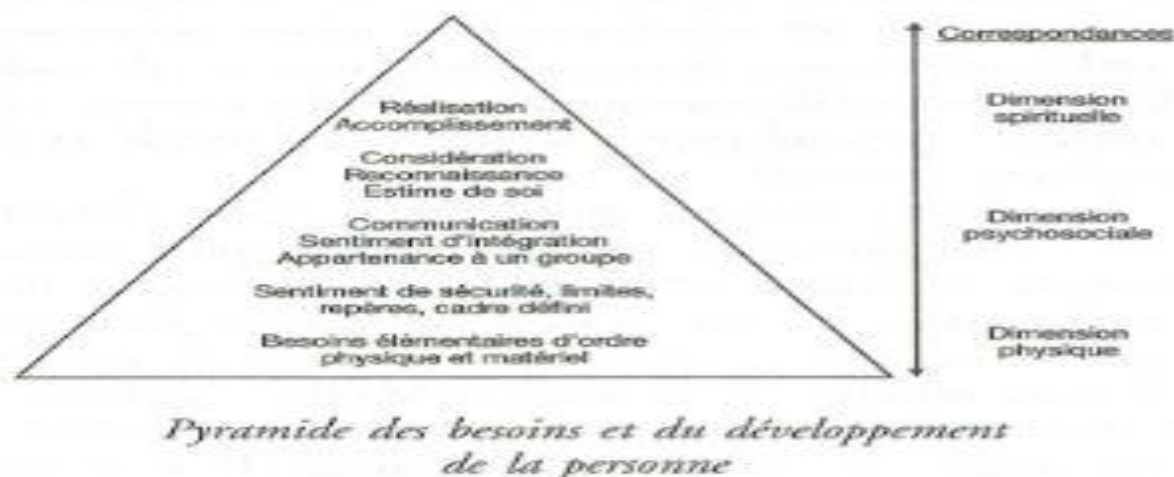 Correspondances
Réalisation
Accomplissement
Dimension
spirituelle
Considération
Reconnaissance
Estime de soi
Communication
Sentiment d'intégration
Appartenance à un groupe
Dimension
psychosociale
Sentiment de sécurité, limites,
repères, cadre défini
Besoins élémentaires d'ordre
physique et matériel
Dimension
physique
Pyramide des besoins et du développement
de la personne